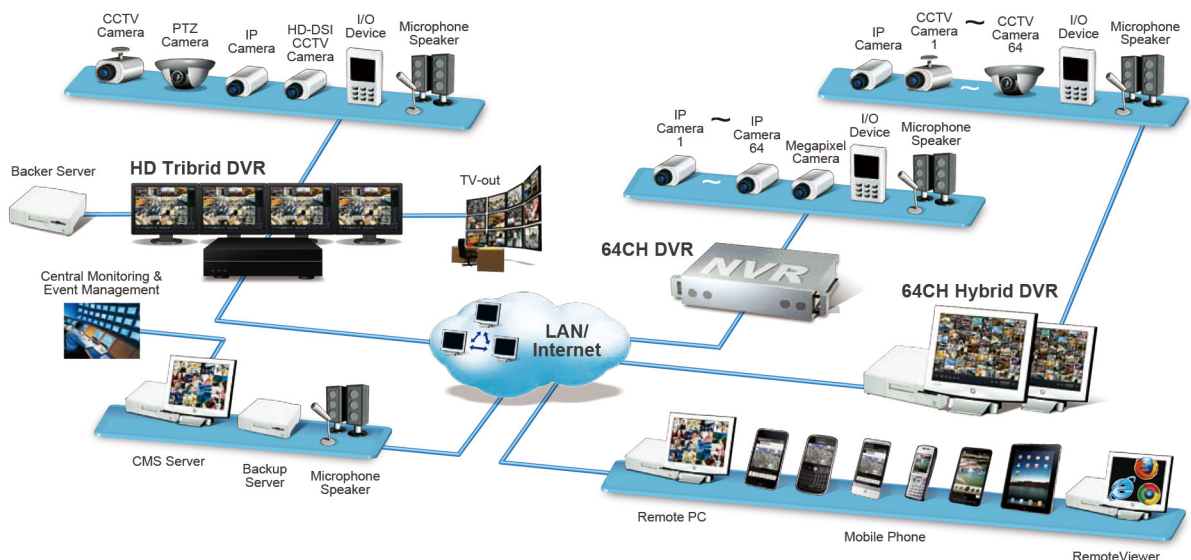 CCTV
Camera
PTZ
Camera
IP
Camera
HD-DSI
CCTV
Camera
I/O
Device
Microphone
Speaker
IP
Camera
CCTV
Camera
1
~
CCTV
Camera
64
I/O
Device
Microphone
Speaker
~
IP
Camera
1
~
IP
Camera
64
Megapixel
Camera
I/O
Device
Microphone
Speaker
~
Backer Server
HD Tribrid DVR
TV-out
64CH DVR
NVR
64CH Hybrid DVR
Central Monitoring &
Event Management
LAN/
Internet
CMS Server
Backup
Server
Microphone
Speaker
Remote PC
Mobile Phone
RemoteViewer